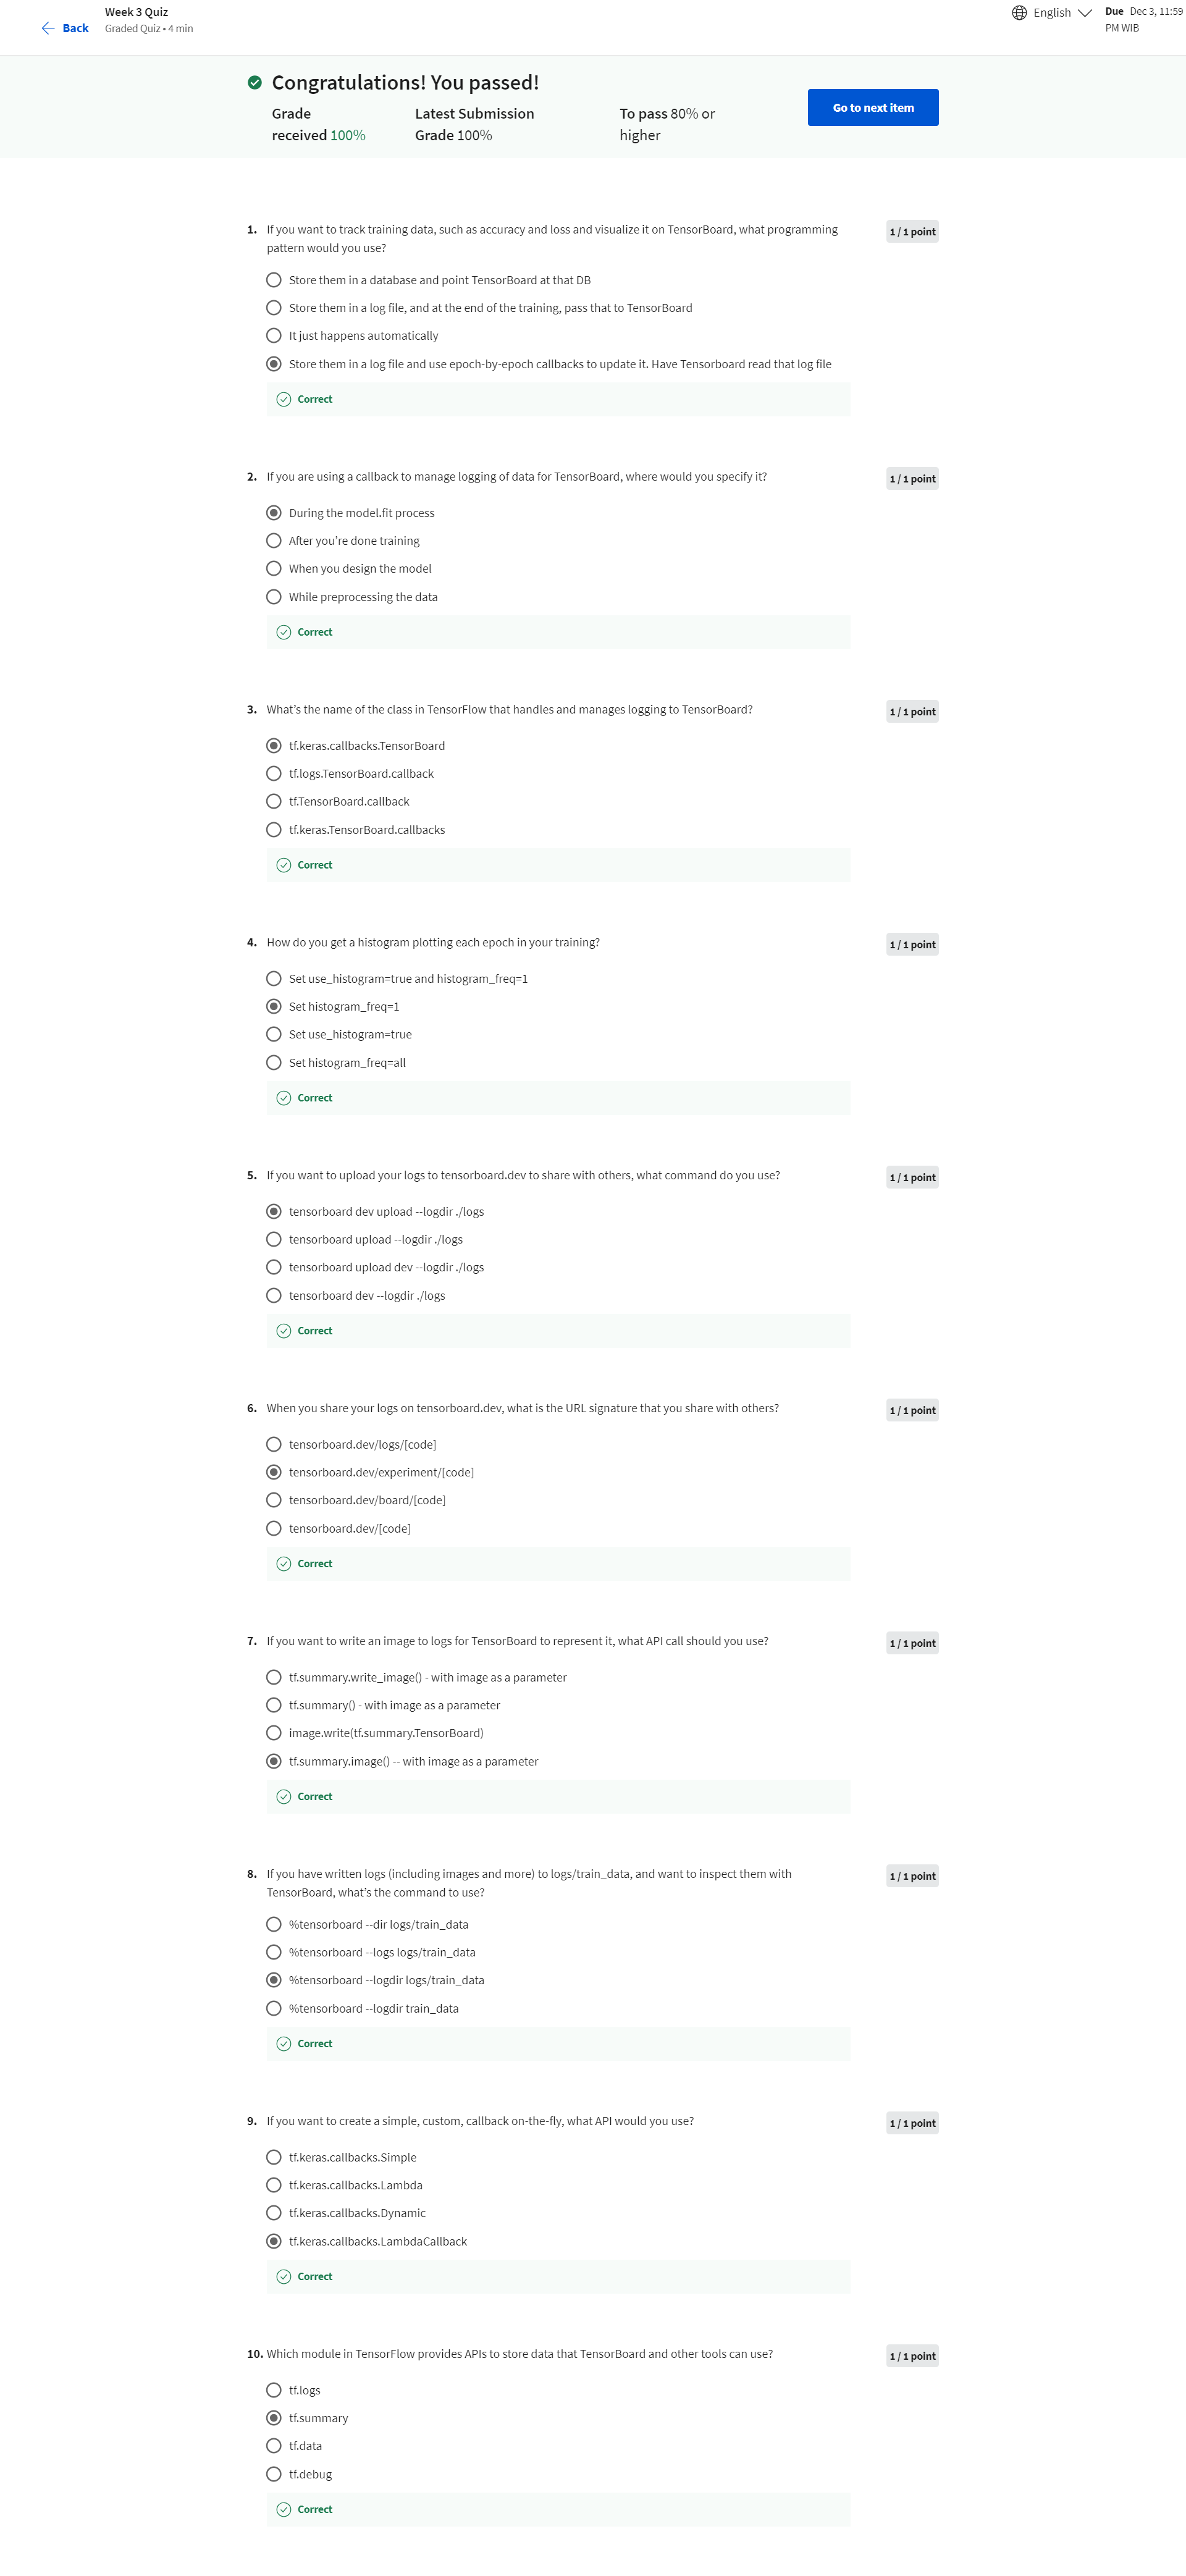 Back
Week 3 Quiz
Graded Quiz • 4 min
English
Due Dec 3, 11:59
PM WIB
Congratulations! You passed!
Grade
received 100%
Latest Submission
Grade 100%
To pass 80% or
higher
Go to next item
1. If you want to track training data, such as accuracy and loss and visualize it on TensorBoard, what programming
pattern would you use?
1 / 1 point
Store them in a database and point TensorBoard at that DB
Store them in a log file, and at the end of the training, pass that to TensorBoard
It just happens automatically
Store them in a log file and use epoch-by-epoch callbacks to update it. Have Tensorboard read that log file
Correct
2. If you are using a callback to manage logging of data for TensorBoard, where would you specify it?
1 / 1 point
During the model.fit process
After you’re done training
When you design the model
While preprocessing the data
Correct
3. What’s the name of the class in TensorFlow that handles and manages logging to TensorBoard?
1 / 1 point
tf.keras.callbacks.TensorBoard
tf.logs.TensorBoard.callback
tf.TensorBoard.callback
tf.keras.TensorBoard.callbacks
Correct
4. How do you get a histogram plotting each epoch in your training?
1 / 1 point
Set use_histogram=true and histogram_freq=1
Set histogram_freq=1
Set use_histogram=true
Set histogram_freq=all
Correct
5. If you want to upload your logs to tensorboard.dev to share with others, what command do you use?
1 / 1 point
tensorboard dev upload --logdir ./logs
tensorboard upload --logdir ./logs
tensorboard upload dev --logdir ./logs
tensorboard dev --logdir ./logs
Correct
6. When you share your logs on tensorboard.dev, what is the URL signature that you share with others?
1 / 1 point
tensorboard.dev/logs/[code]
tensorboard.dev/experiment/[code]
tensorboard.dev/board/[code]
tensorboard.dev/[code]
Correct
7. If you want to write an image to logs for TensorBoard to represent it, what API call should you use?
1 / 1 point
tf.summary.write_image() - with image as a parameter
tf.summary() - with image as a parameter
image.write(tf.summary.TensorBoard)
tf.summary.image() -- with image as a parameter
Correct
8. If you have written logs (including images and more) to logs/train_data, and want to inspect them with
TensorBoard, what’s the command to use?
1 / 1 point
%tensorboard --dir logs/train_data
%tensorboard --logs logs/train_data
%tensorboard --logdir logs/train_data
%tensorboard --logdir train_data
Correct
9. If you want to create a simple, custom, callback on-the-fly, what API would you use?
1 / 1 point
tf.keras.callbacks.Simple
tf.keras.callbacks.Lambda
tf.keras.callbacks.Dynamic
tf.keras.callbacks.LambdaCallback
Correct
10. Which module in TensorFlow provides APIs to store data that TensorBoard and other tools can use?
1 / 1 point
tf.logs
tf.summary
tf.data
tf.debug
Correct